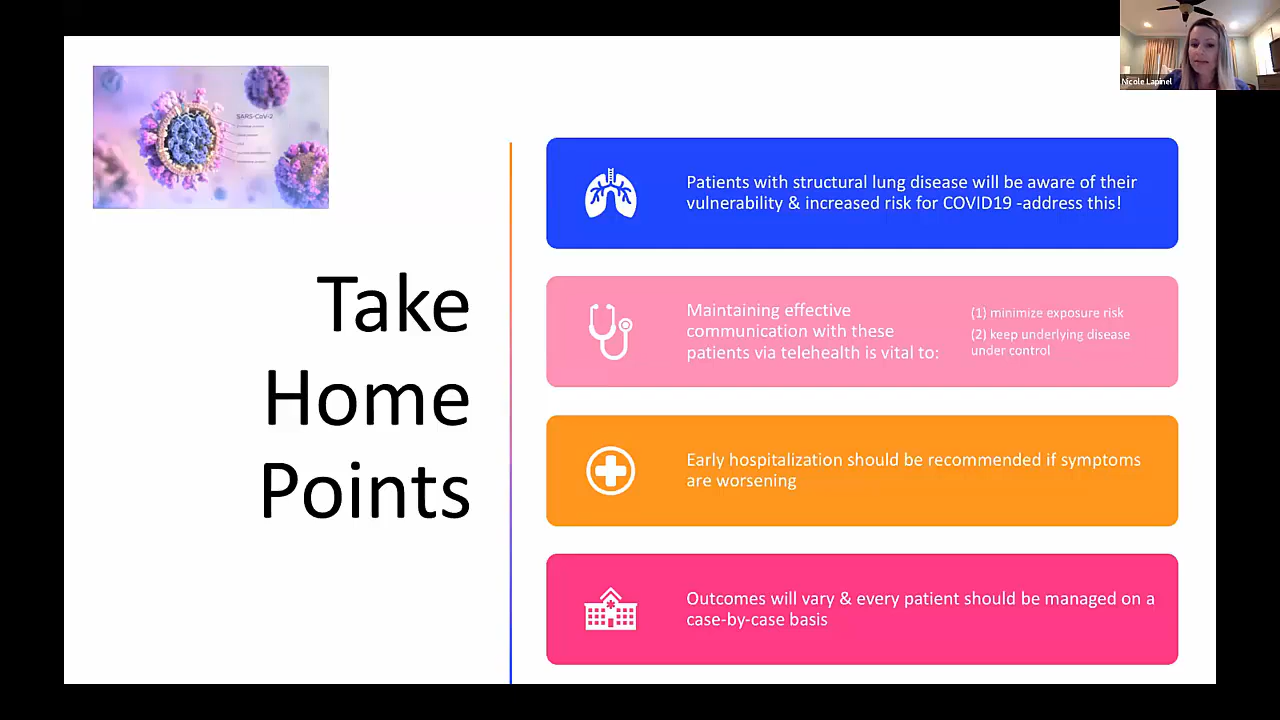 Nicole Lapinel
SARS-CoV-2
Take
Home
Points
Patients with structural lung disease will be aware of their
vulnerability & increased risk for COVID19 -address this!
Maintaining effective
communication with these
patients via telehealth is vital to:
(1) minimize exposure risk
(2) keep underlying disease
under control
Early hospitalization should be recommended if symptoms
are worsening
Outcomes will vary & every patient should be managed on a
case-by-case basis